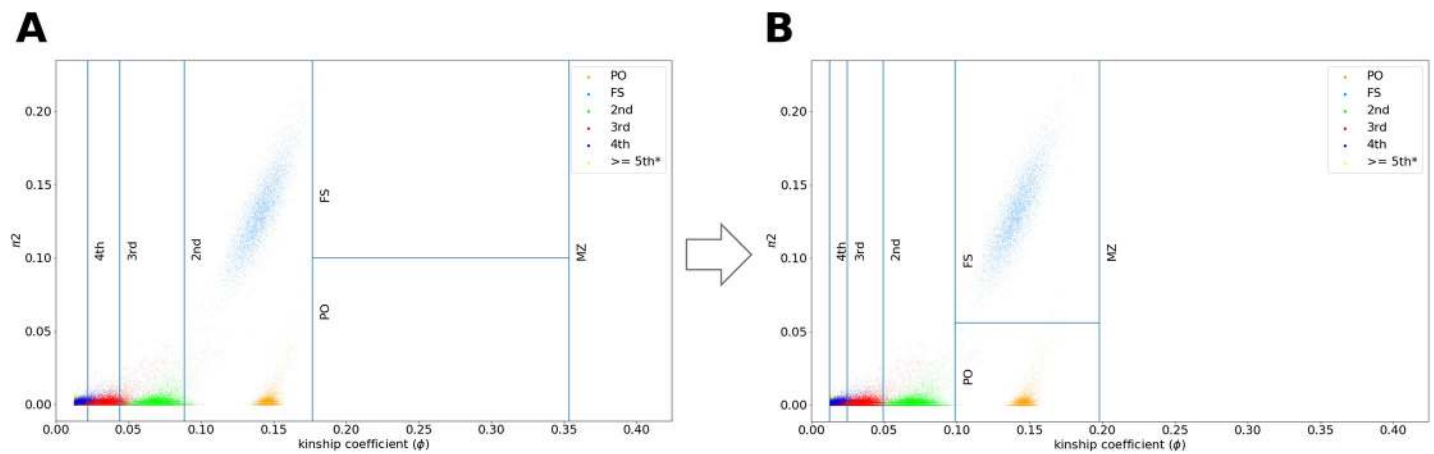 A
B
0.20
0.15
0.10
0.05
0.00
π2
4th
3rd
2nd
FS
PO
MZ
PO
FS
2nd
3rd
4th
>= 5th*
0.00
0.05
0.10
0.15
0.20
0.25
0.30
0.35
0.40
kinship coefficient (ϕ)
0.20
0.15
0.10
0.05
0.00
π2
4th
3rd
2nd
FS
PO
MZ
PO
FS
2nd
3rd
4th
>= 5th*
0.00
0.05
0.10
0.15
0.20
0.25
0.30
0.35
0.40
kinship coefficient (ϕ)